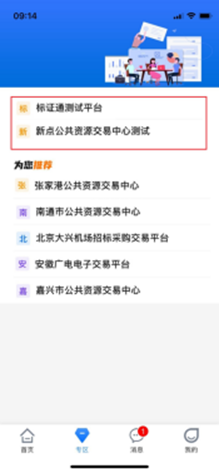 09:14
标 标证通测试平台
新 新点公共资源交易中心测试
为您推荐
张 张家港公共资源交易中心
南 南通市公共资源交易中心
北 北京大兴机场招标采购交易平台
安 安徽广电电子交易平台
嘉 嘉兴市公共资源交易中心
1
首页 专区 消息 我的